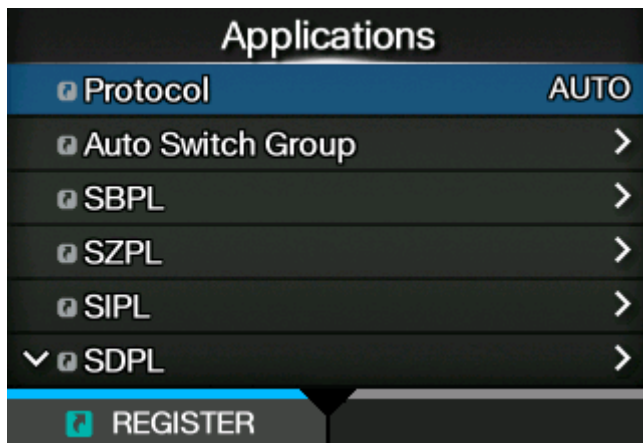 Applications
Protocol AUTO
Auto Switch Group
SBPL
SZPL
SIPL
SDPL
REGISTER